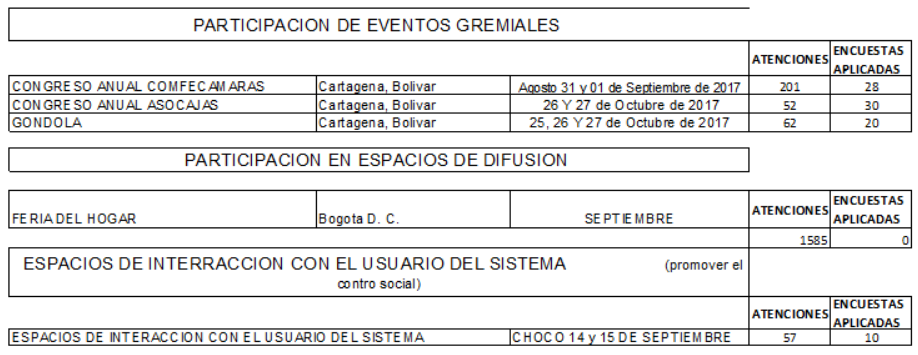 PARTICIPACION DE EVENTOS GREMIALES
ATENCIONES ENCUESTAS APLICADAS
CONGRESO ANUAL COMFECAMARAS Cartagena, Bolivar Agosto 31 y 01 de Septiembre de 2017 201 28
CONGRESO ANUAL ASOCAJAS Cartagena, Bolivar 26 Y 27 de Octubre de 2017 52 30
GONDOLA Cartagena, Bolivar 25, 26 Y 27 de Octubre de 2017 62 20
PARTICIPACION EN ESPACIOS DE DIFUSION
FERIA DEL HOGAR Bogota D. C. SEPTIEMBRE ATENCIONES ENCUESTAS APLICADAS
1585 0
ESPACIOS DE INTERRACCION CON EL USUARIO DEL SISTEMA (promover el
contro social)
ATENCIONES ENCUESTAS APLICADAS
ESPACIOS DE INTERACCION CON EL USUARIO DEL SISTEMA CHOCO 14 y 15 DE SEPTIEMBRE 57 10